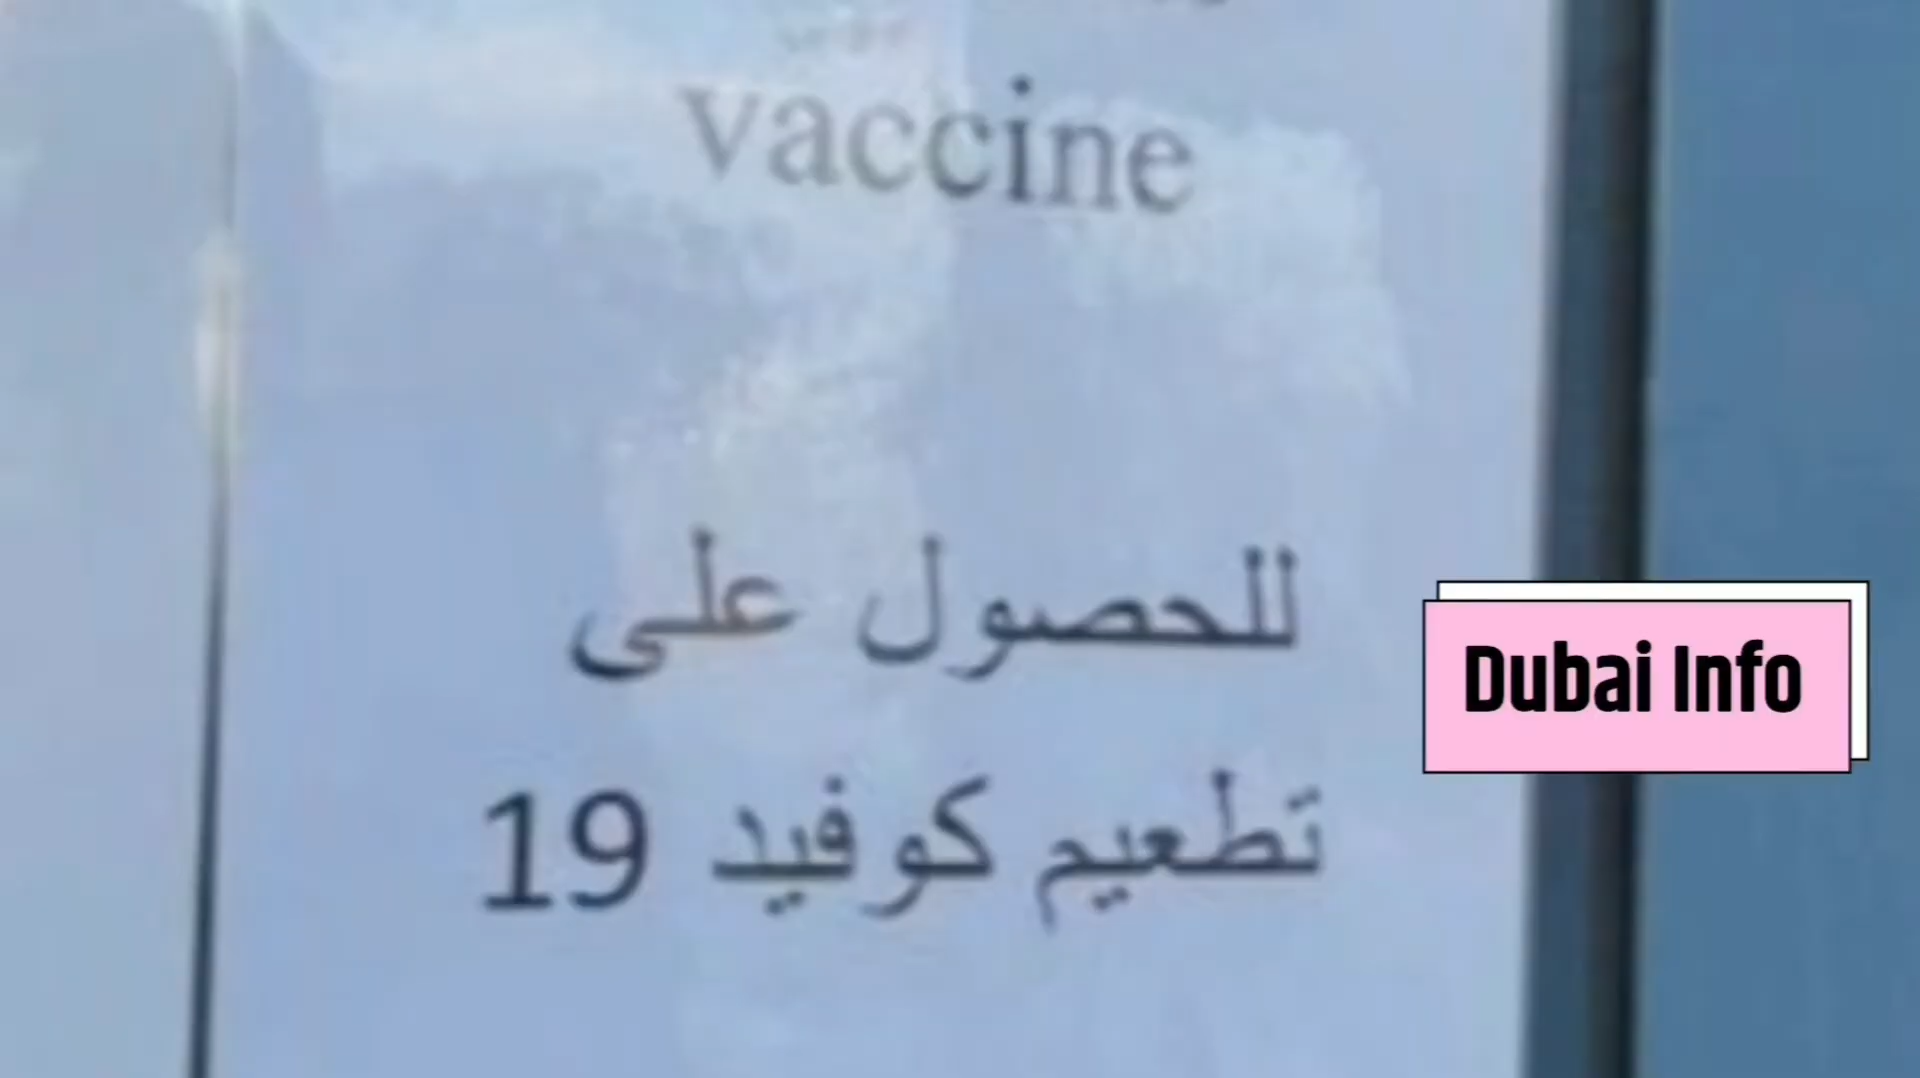 vaccine
للحصول على
تطعيم كوفيد 19
Dubai Info